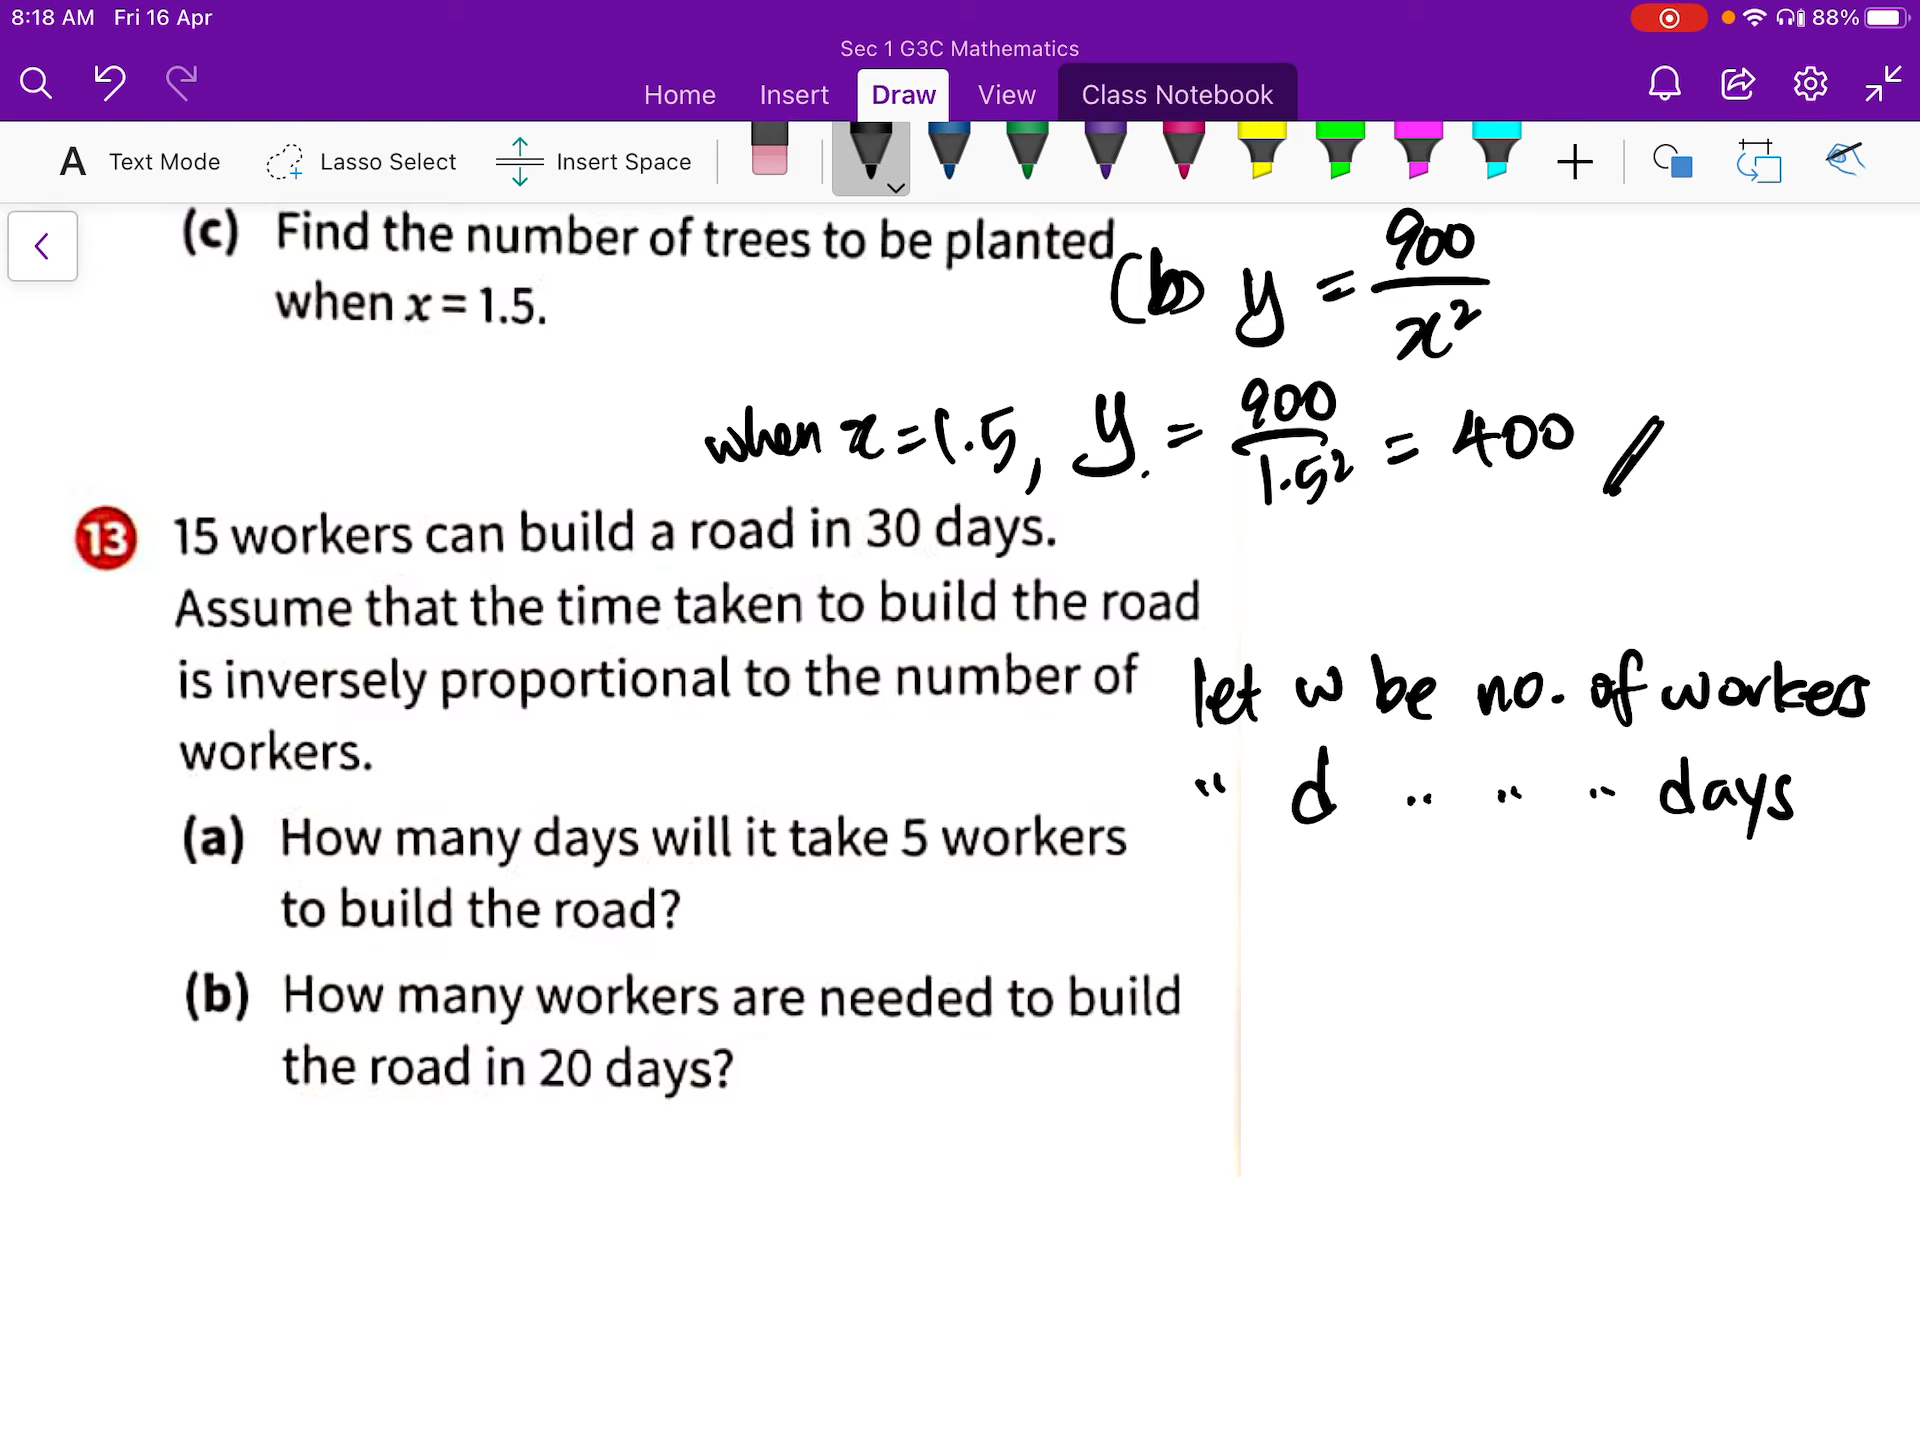 8:18 AM Fri 16 Apr
88%
Sec 1 G3C Mathematics
Home Insert Draw View Class Notebook
A Text Mode Lasso Select Insert Space
(c) Find the number of trees to be planted
when x = 1.5.
(b) y = 900/x²
when x = 1.5, y = 900/1.5² = 400
13 15 workers can build a road in 30 days.
Assume that the time taken to build the road
is inversely proportional to the number of
workers.
let w be no. of workers
" d " " " days
(a) How many days will it take 5 workers
to build the road?
(b) How many workers are needed to build
the road in 20 days?